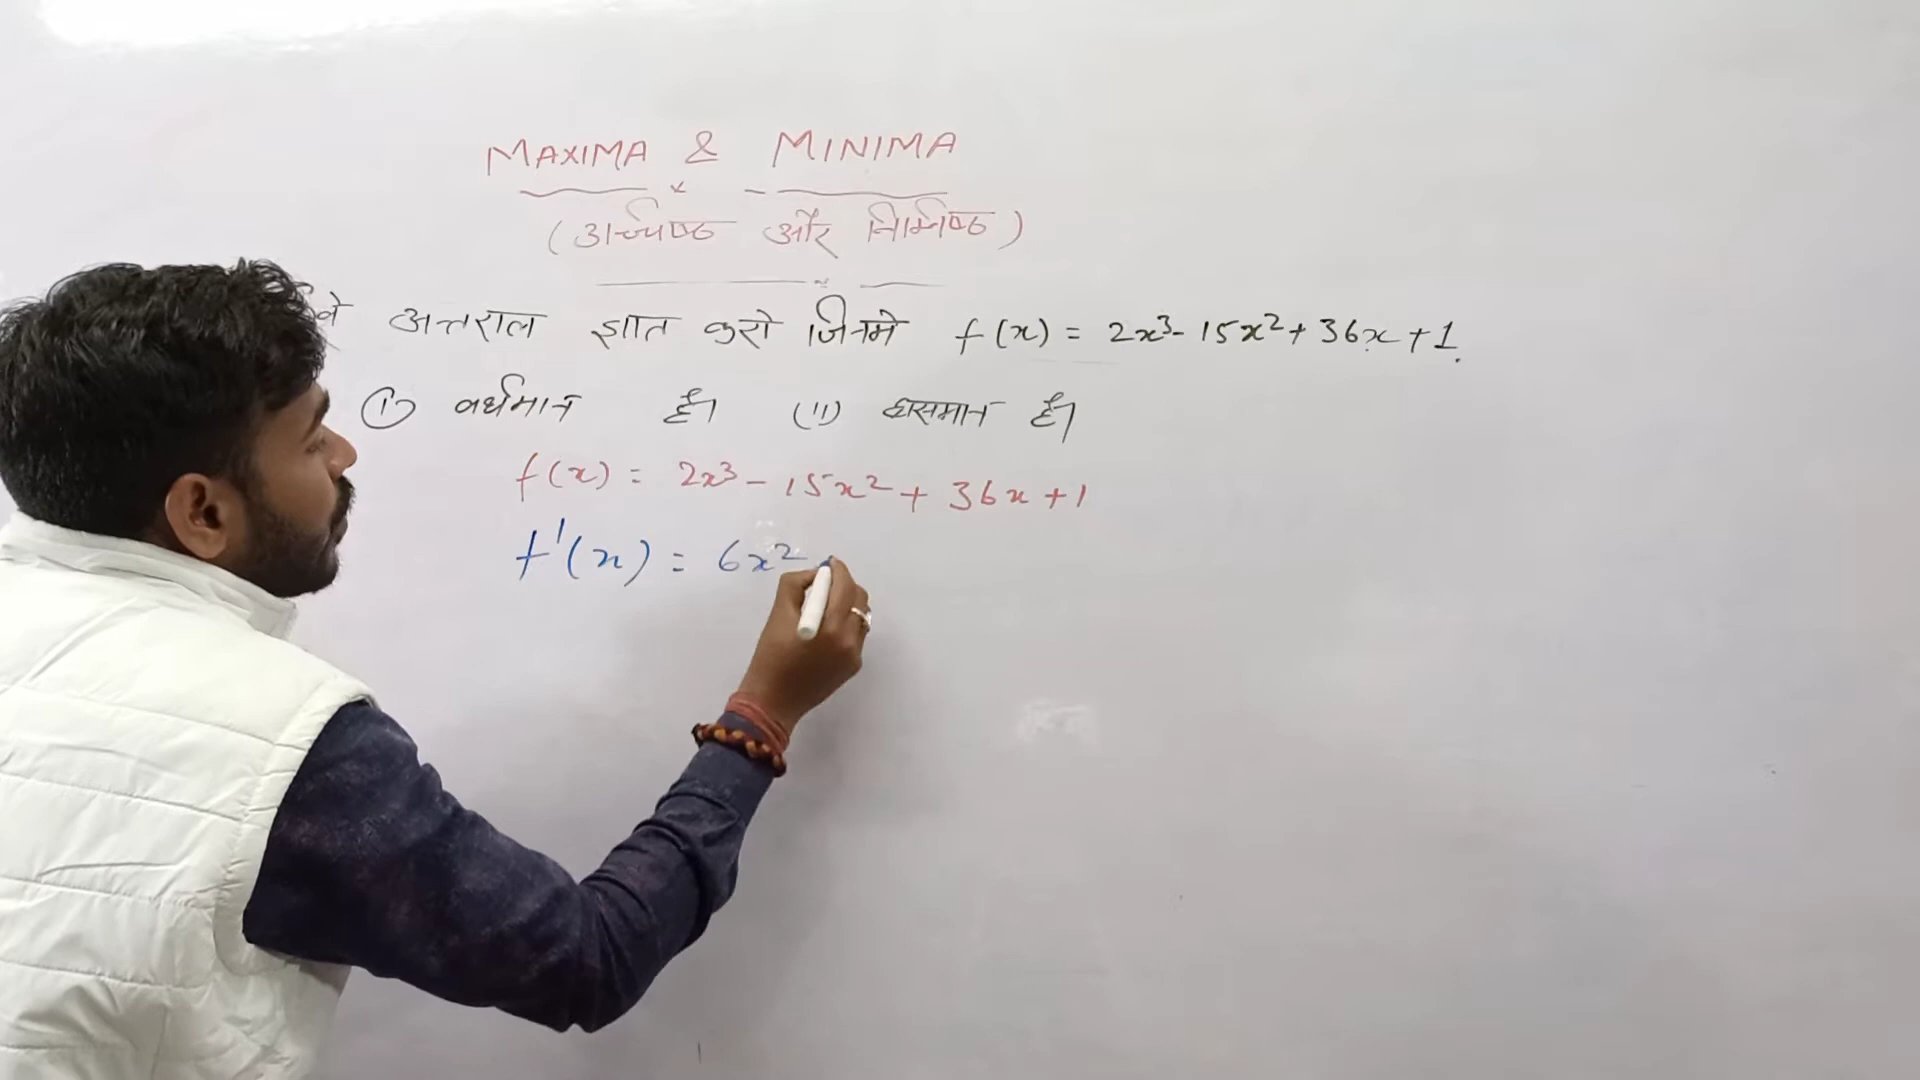 MAXIMA & MINIMA
(उच्चिष्ठ और निम्निष्ठ)
वे अन्तराल ज्ञात करो जिनमे f(x) = 2x³ - 15x² + 36x + 1.
(i) वर्धमान है। (ii) ह्रासमान है।
f(x) = 2x³ - 15x² + 36x + 1
f'(x) = 6x²